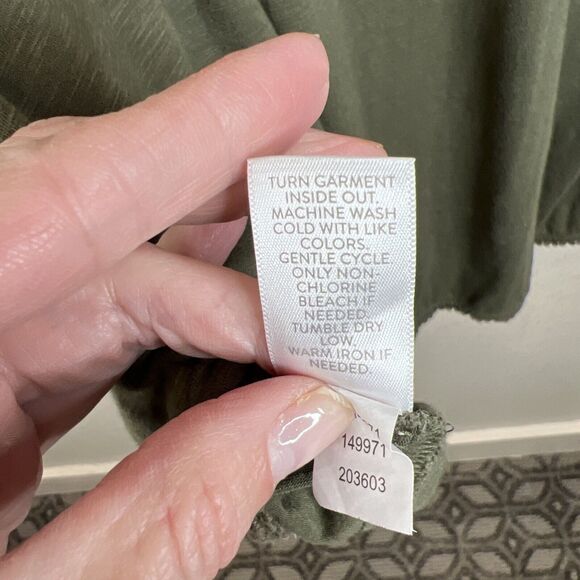 TURN GARMENT
INSIDE OUT.
MACHINE WASH
COLD WITH LIKE
COLORS.
GENTLE CYCLE.
ONLY NON-
CHLORINE
BLEACH IF
NEEDED.
TUMBLE DRY
LOW.
WARM IRON IF
NEEDED.
149971
203603